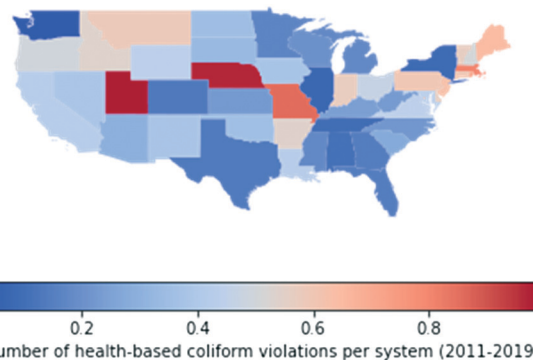 0.2 0.4 0.6 0.8
umber of health-based coliform violations per system (2011-2019